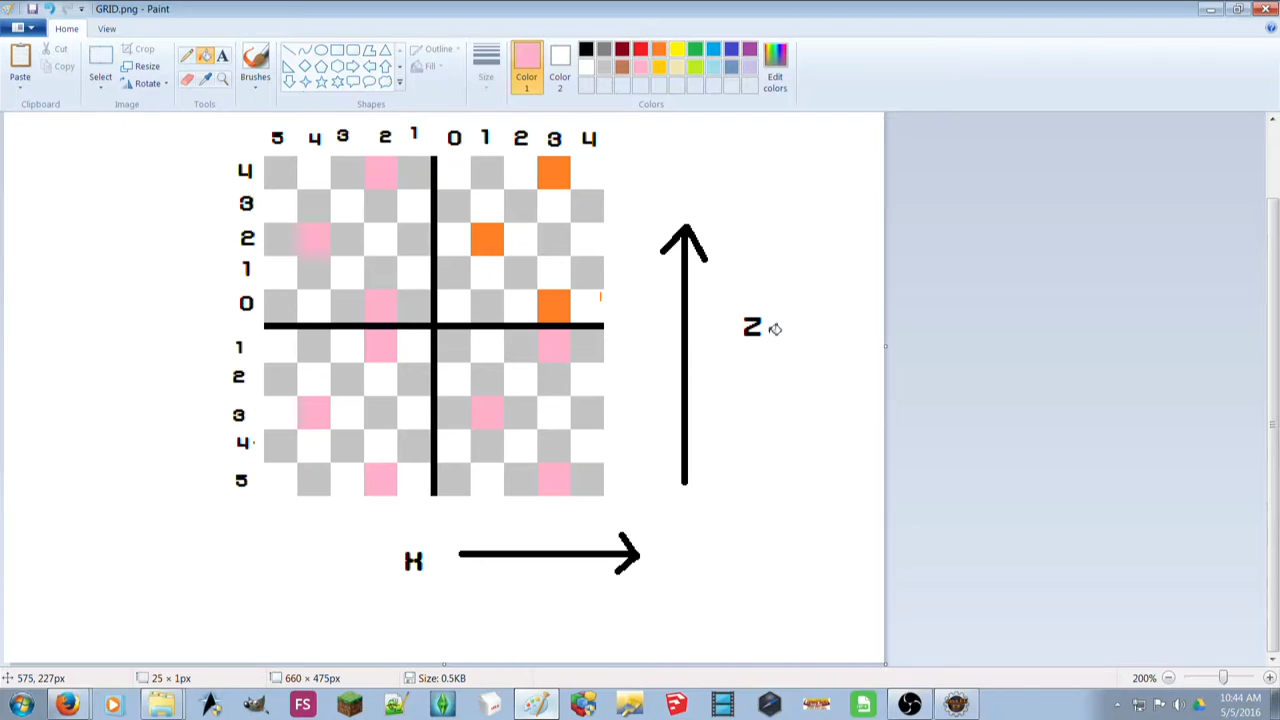 GRID.png - Paint
Home
View
Paste
Cut
Copy
Select
Crop
Resize
Rotate
Brushes
Outline
Fill
Size
Color
1
Color
2
Edit
colors
Clipboard
Image
Tools
Shapes
Colors
5 4 3 2 1 0 1 2 3 4
4
3
2
1
0
1
2
3
4
5
Z
X
575, 227px
25 × 1px
660 × 475px
Size: 0.5KB
200%
FS
10:44 AM
5/5/2016